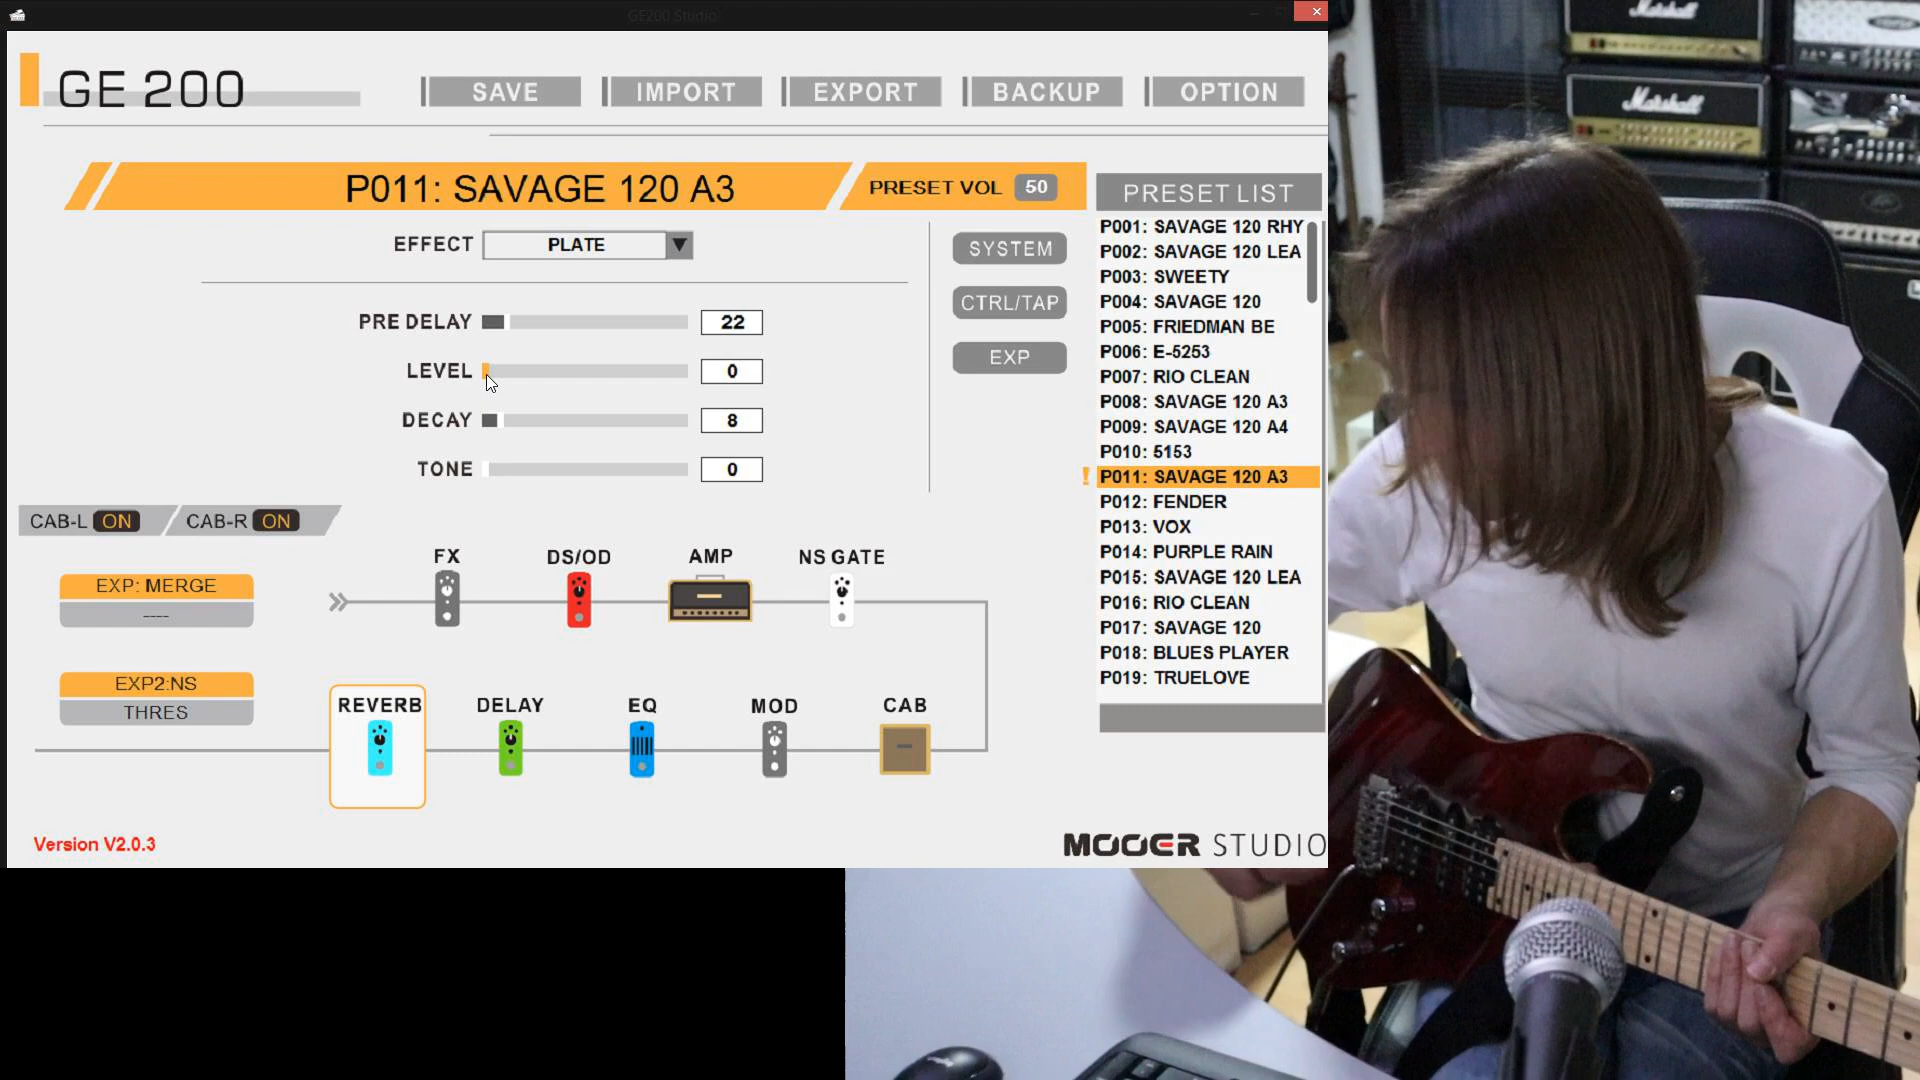 GE200 Studio
GE 200
SAVE
IMPORT
EXPORT
BACKUP
OPTION
P011: SAVAGE 120 A3
PRESET VOL 50
PRESET LIST
EFFECT PLATE
SYSTEM
PRE DELAY 22
CTRL/TAP
LEVEL 0
EXP
DECAY 8
TONE 0
P001: SAVAGE 120 RHY
P002: SAVAGE 120 LEA
P003: SWEETY
P004: SAVAGE 120
P005: FRIEDMAN BE
P006: E-5253
P007: RIO CLEAN
P008: SAVAGE 120 A3
P009: SAVAGE 120 A4
P010: 5153
! P011: SAVAGE 120 A3
P012: FENDER
P013: VOX
P014: PURPLE RAIN
P015: SAVAGE 120 LEA
P016: RIO CLEAN
P017: SAVAGE 120
P018: BLUES PLAYER
P019: TRUELOVE
CAB-L ON
CAB-R ON
FX
DS/OD
AMP
NS GATE
EXP: MERGE
----
EXP2:NS
THRES
REVERB
DELAY
EQ
MOD
CAB
Version V2.0.3
MOOER STUDIO
Marshall
Marshall